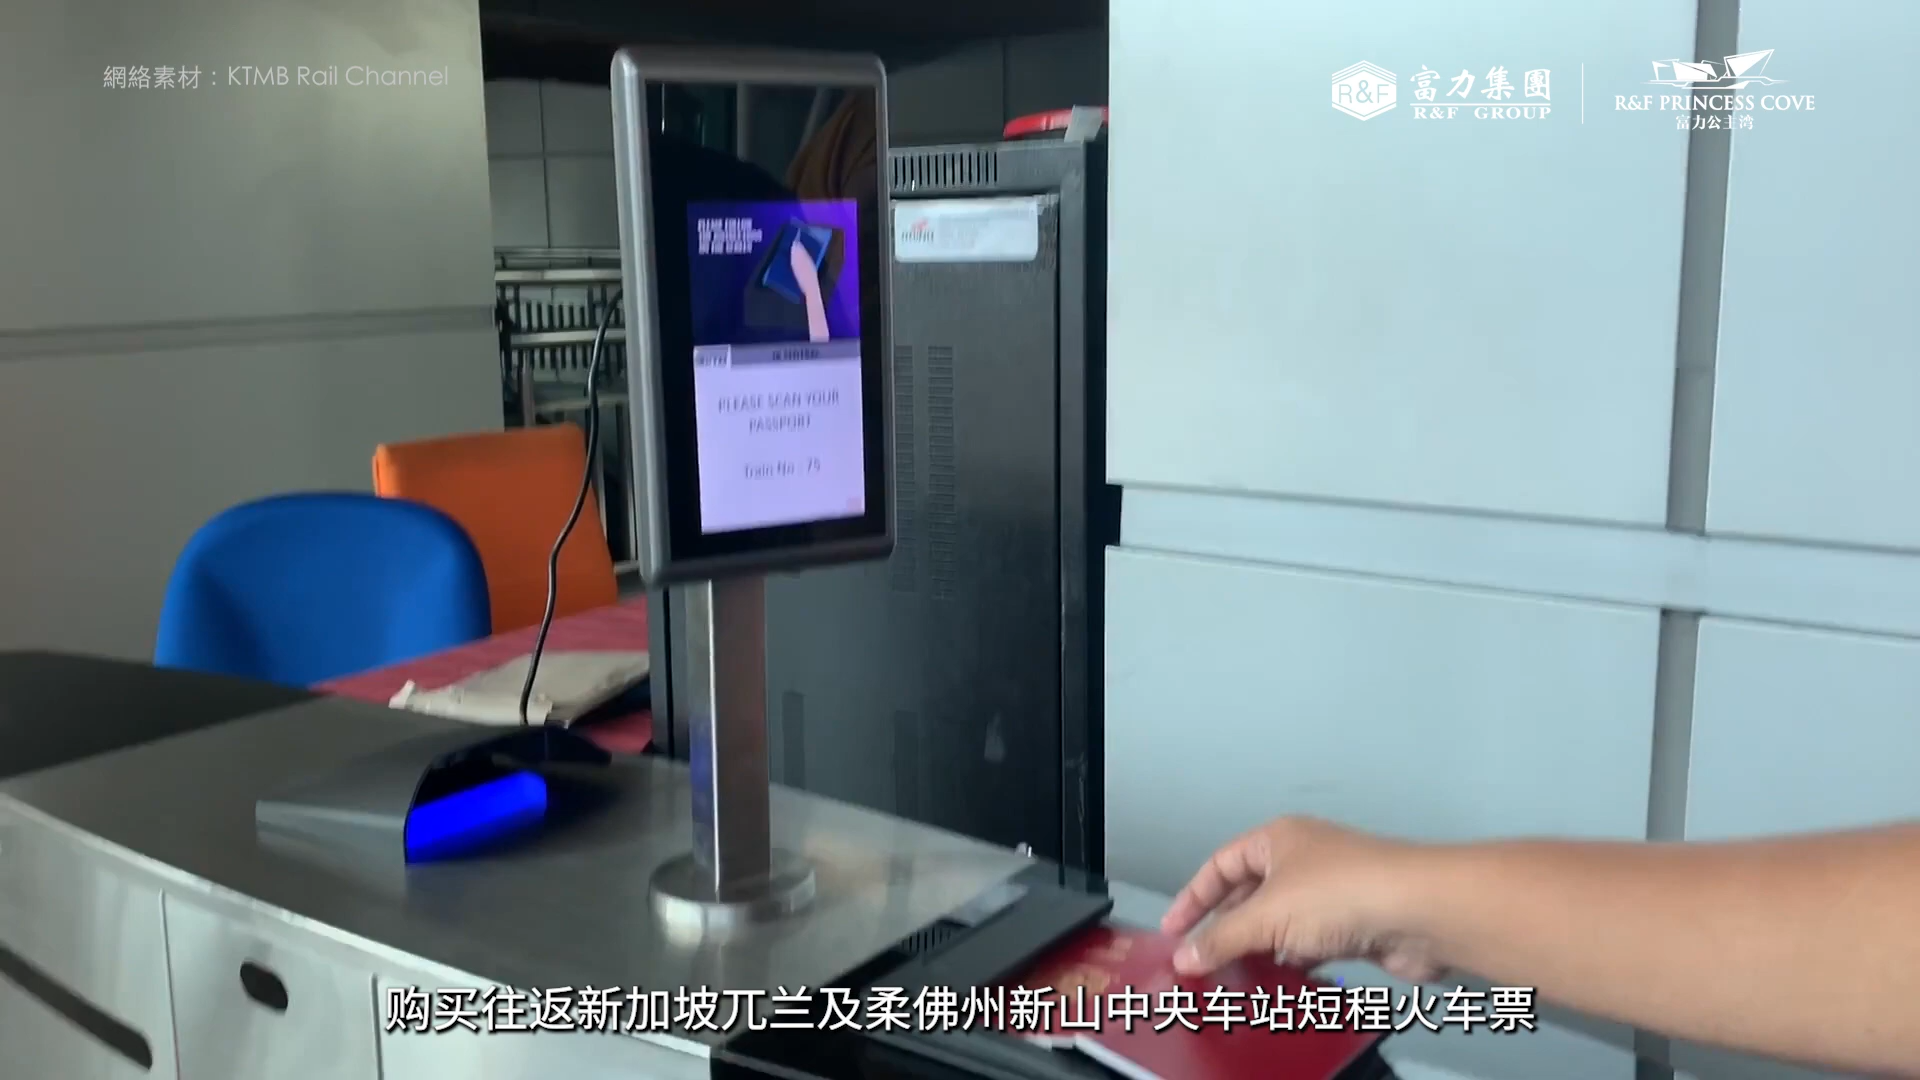 網絡素材：KTMB Rail Channel
R&F
富力集團
R&F GROUP
R&F PRINCESS COVE
富力公主湾
PLEASE FOLLOW
PLEASE SCAN YOUR
PASSPORT
Train No : 75
购买往返新加坡兀兰及柔佛州新山中央车站短程火车票